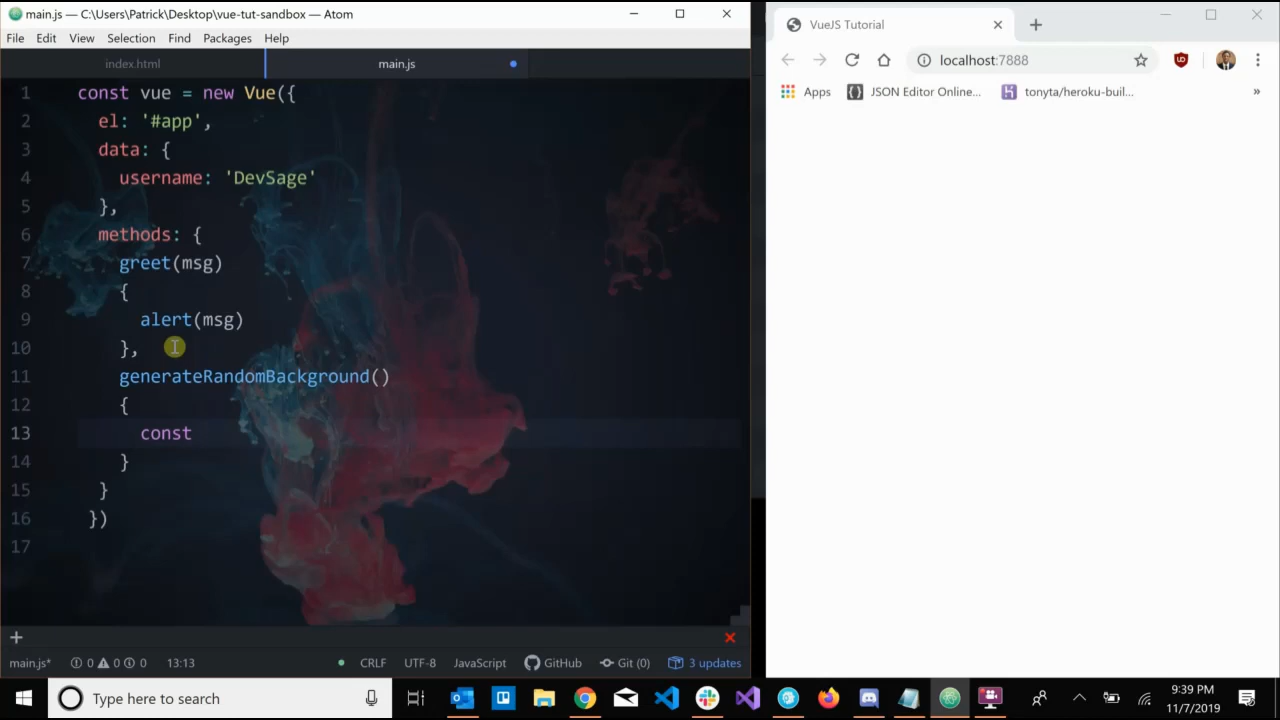 main.js — C:\Users\Patrick\Desktop\vue-tut-sandbox — Atom
File Edit View Selection Find Packages Help
index.html main.js
1 const vue = new Vue({
2 el: '#app',
3 data: {
4 username: 'DevSage'
5 },
6 methods: {
7 greet(msg)
8 {
9 alert(msg)
10 },
11 generateRandomBackground()
12 {
13 const
14 }
15 }
16 })
17
main.js* 0 0 0 13:13 CRLF UTF-8 JavaScript GitHub Git (0) 3 updates
VueJS Tutorial
localhost:7888
Apps JSON Editor Online... tonyta/heroku-buil... »
Type here to search
9:39 PM
11/7/2019